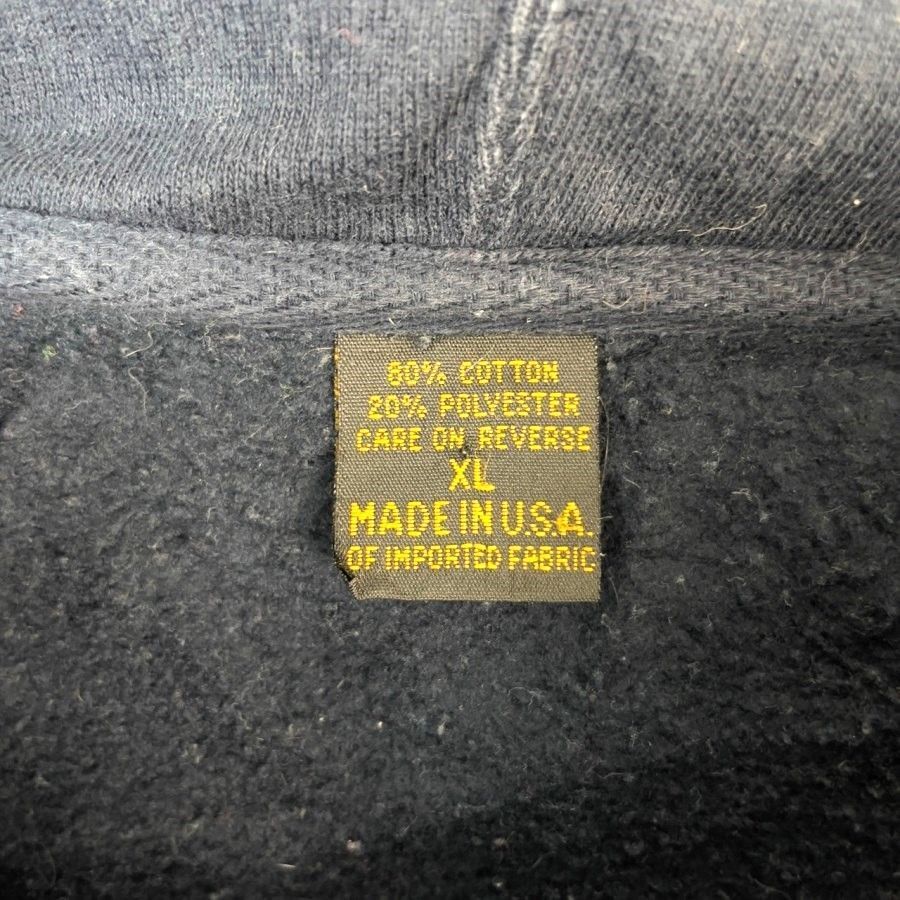 80% COTTON
20% POLYESTER
CARE ON REVERSE
XL
MADE IN U.S.A.
OF IMPORTED FABRIC